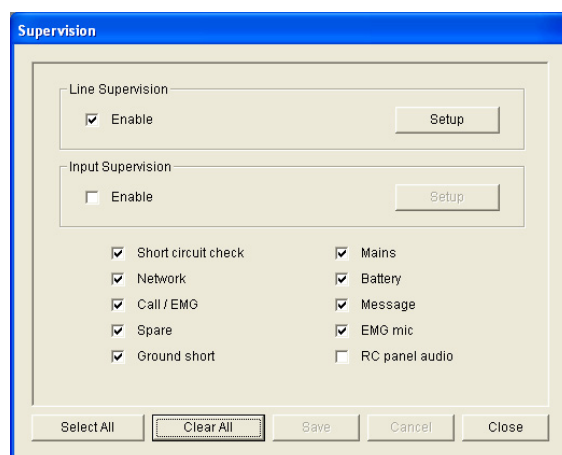 Supervision
Line Supervision
Enable Setup
Input Supervision
Enable Setup
Short circuit check Mains
Network Battery
Call / EMG Message
Spare EMG mic
Ground short RC panel audio
Select All Clear All Save Cancel Close